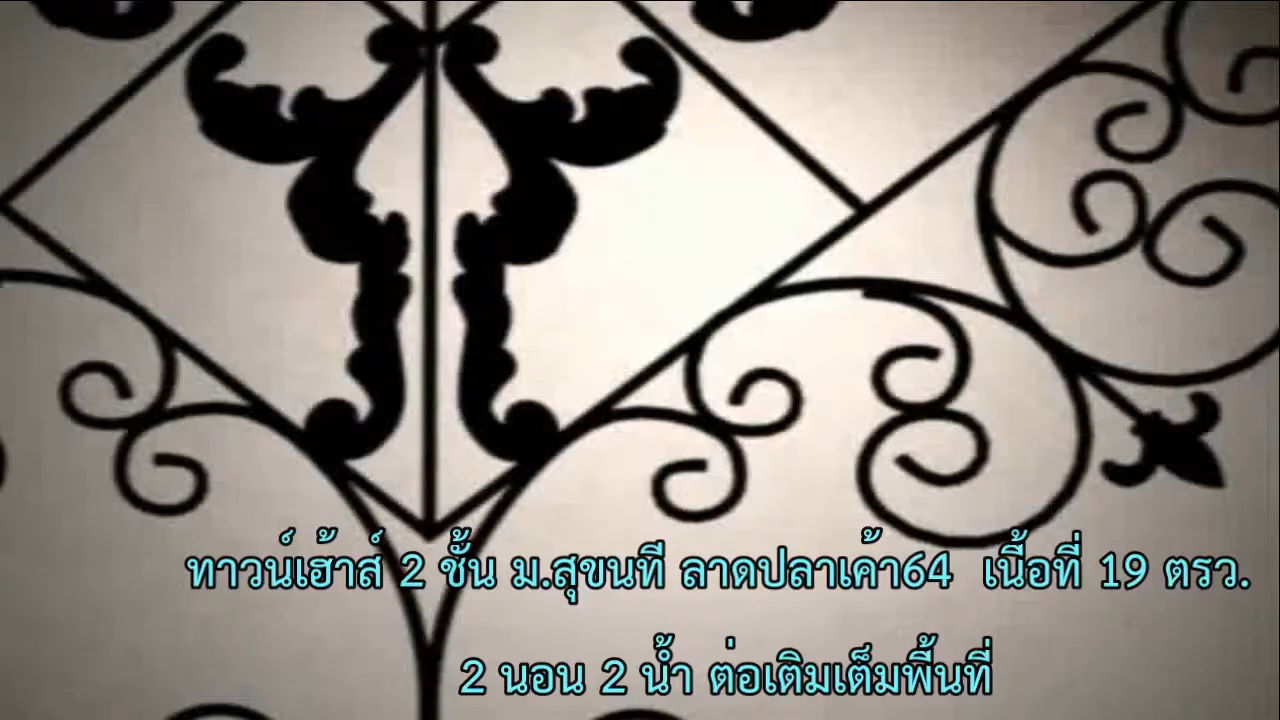 ทาวน์เฮ้าส์ 2 ชั้น ม.สุขนที ลาดปลาเค้า64 เนื้อที่ 19 ตรว.
2 นอน 2 น้ำ ต่อเติมเต็มพื้นที่